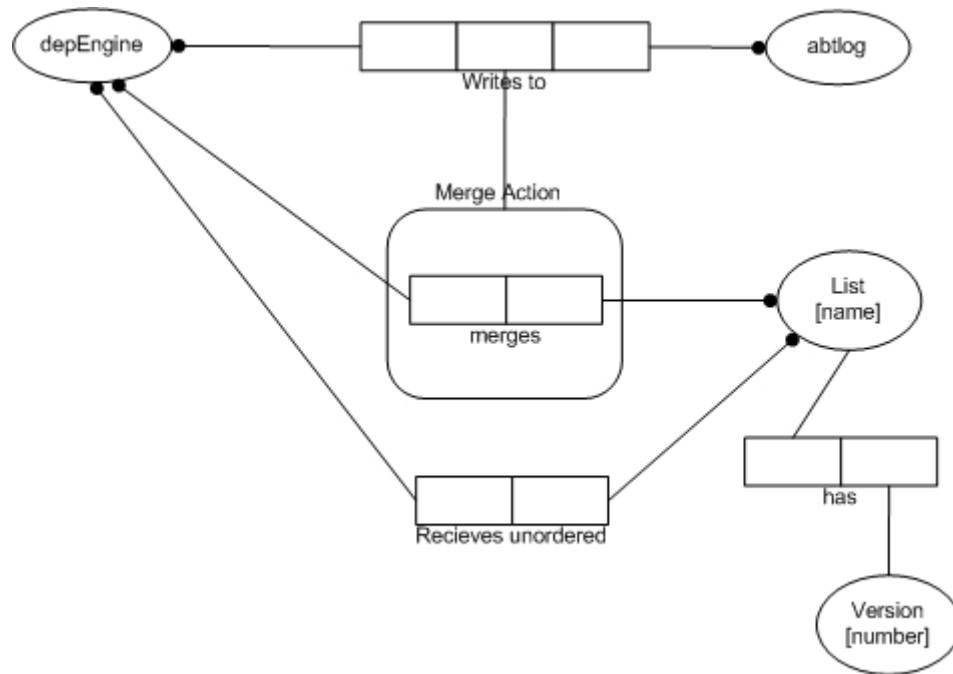 depEngine
abtlog
Writes to
Merge Action
List
[name]
merges
has
Recieves unordered
Version
[number]